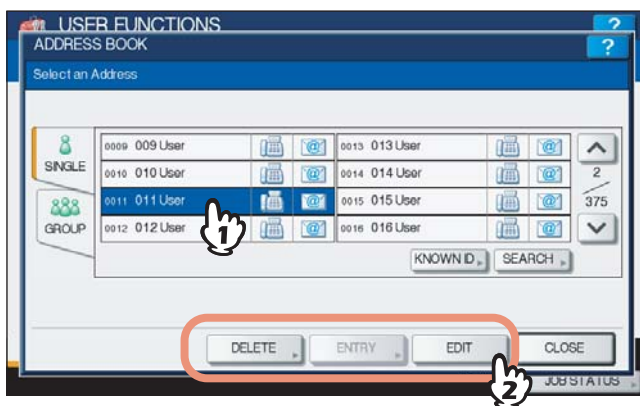 USER FUNCTIONS ?
ADDRESS BOOK ?
Select an Address
SINGLE
GROUP
0009 009 User @ 0013 013 User @
0010 010 User @ 0014 014 User @
0011 011 User @ 0015 015 User @
0012 012 User @ 0016 016 User @
2
375
1
KNOWN ID SEARCH
DELETE ENTRY EDIT CLOSE
2
JOB STATUS